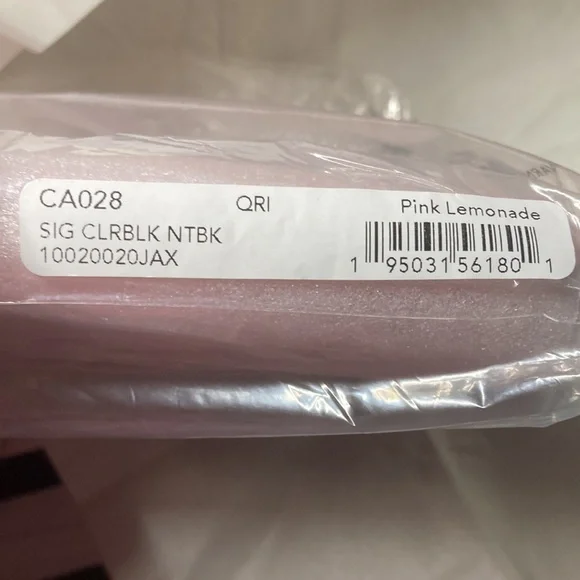 CA028 QRI Pink Lemonade
SIG CLRBLK NTBK
10020020JAX
1 95031 56180 1